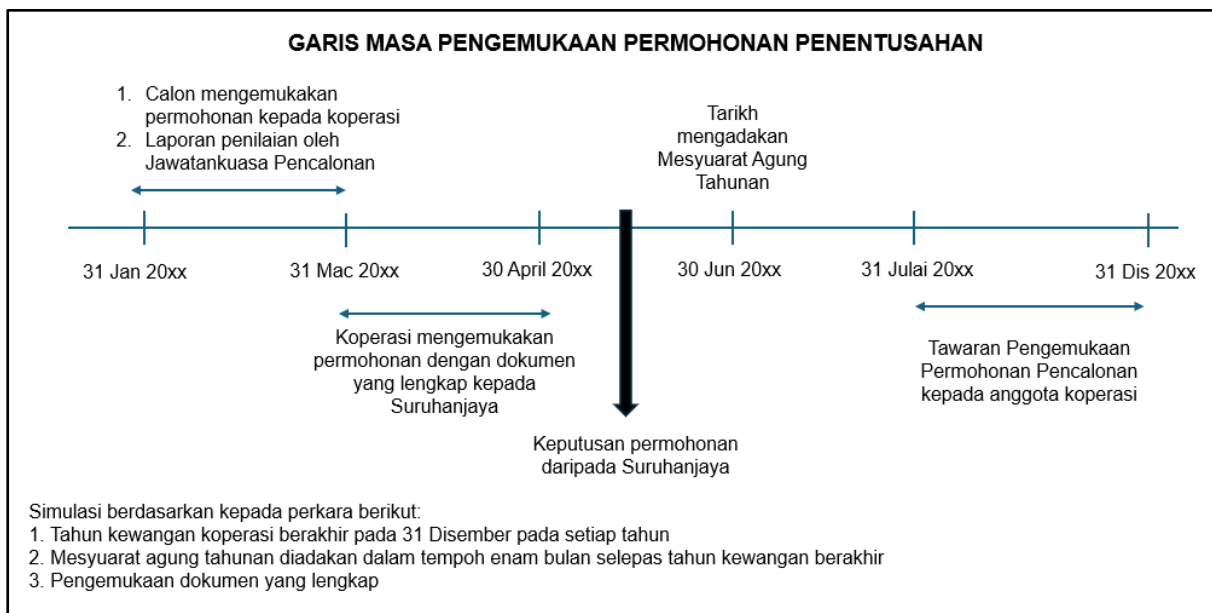 GARIS MASA PENGEMUKAAN PERMOHONAN PENENTUSAHAN
1. Calon mengemukakan
permohonan kepada koperasi
2. Laporan penilaian oleh
Jawatankuasa Pencalonan
Tarikh
mengadakan
Mesyuarat Agung
Tahunan
31 Jan 20xx
31 Mac 20xx
30 April 20xx
30 Jun 20xx
31 Julai 20xx
31 Dis 20xx
Koperasi mengemukakan
permohonan dengan dokumen
yang lengkap kepada
Suruhanjaya
Tawaran Pengemukaan
Permohonan Pencalonan
kepada anggota koperasi
Keputusan permohonan
daripada Suruhanjaya
Simulasi berdasarkan kepada perkara berikut:
1. Tahun kewangan koperasi berakhir pada 31 Disember pada setiap tahun
2. Mesyuarat agung tahunan diadakan dalam tempoh enam bulan selepas tahun kewangan berakhir
3. Pengemukaan dokumen yang lengkap